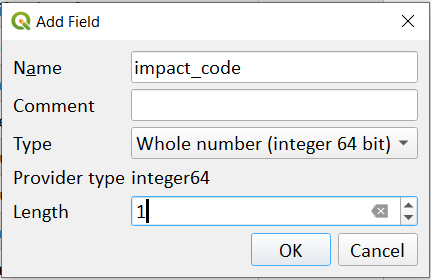 Add Field
Name impact_code
Comment
Type Whole number (integer 64 bit)
Provider type integer64
Length 1
OK Cancel